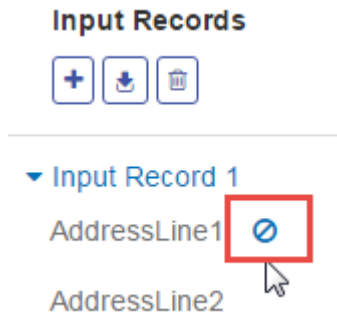 Input Records
Input Record 1
AddressLine1
AddressLine2